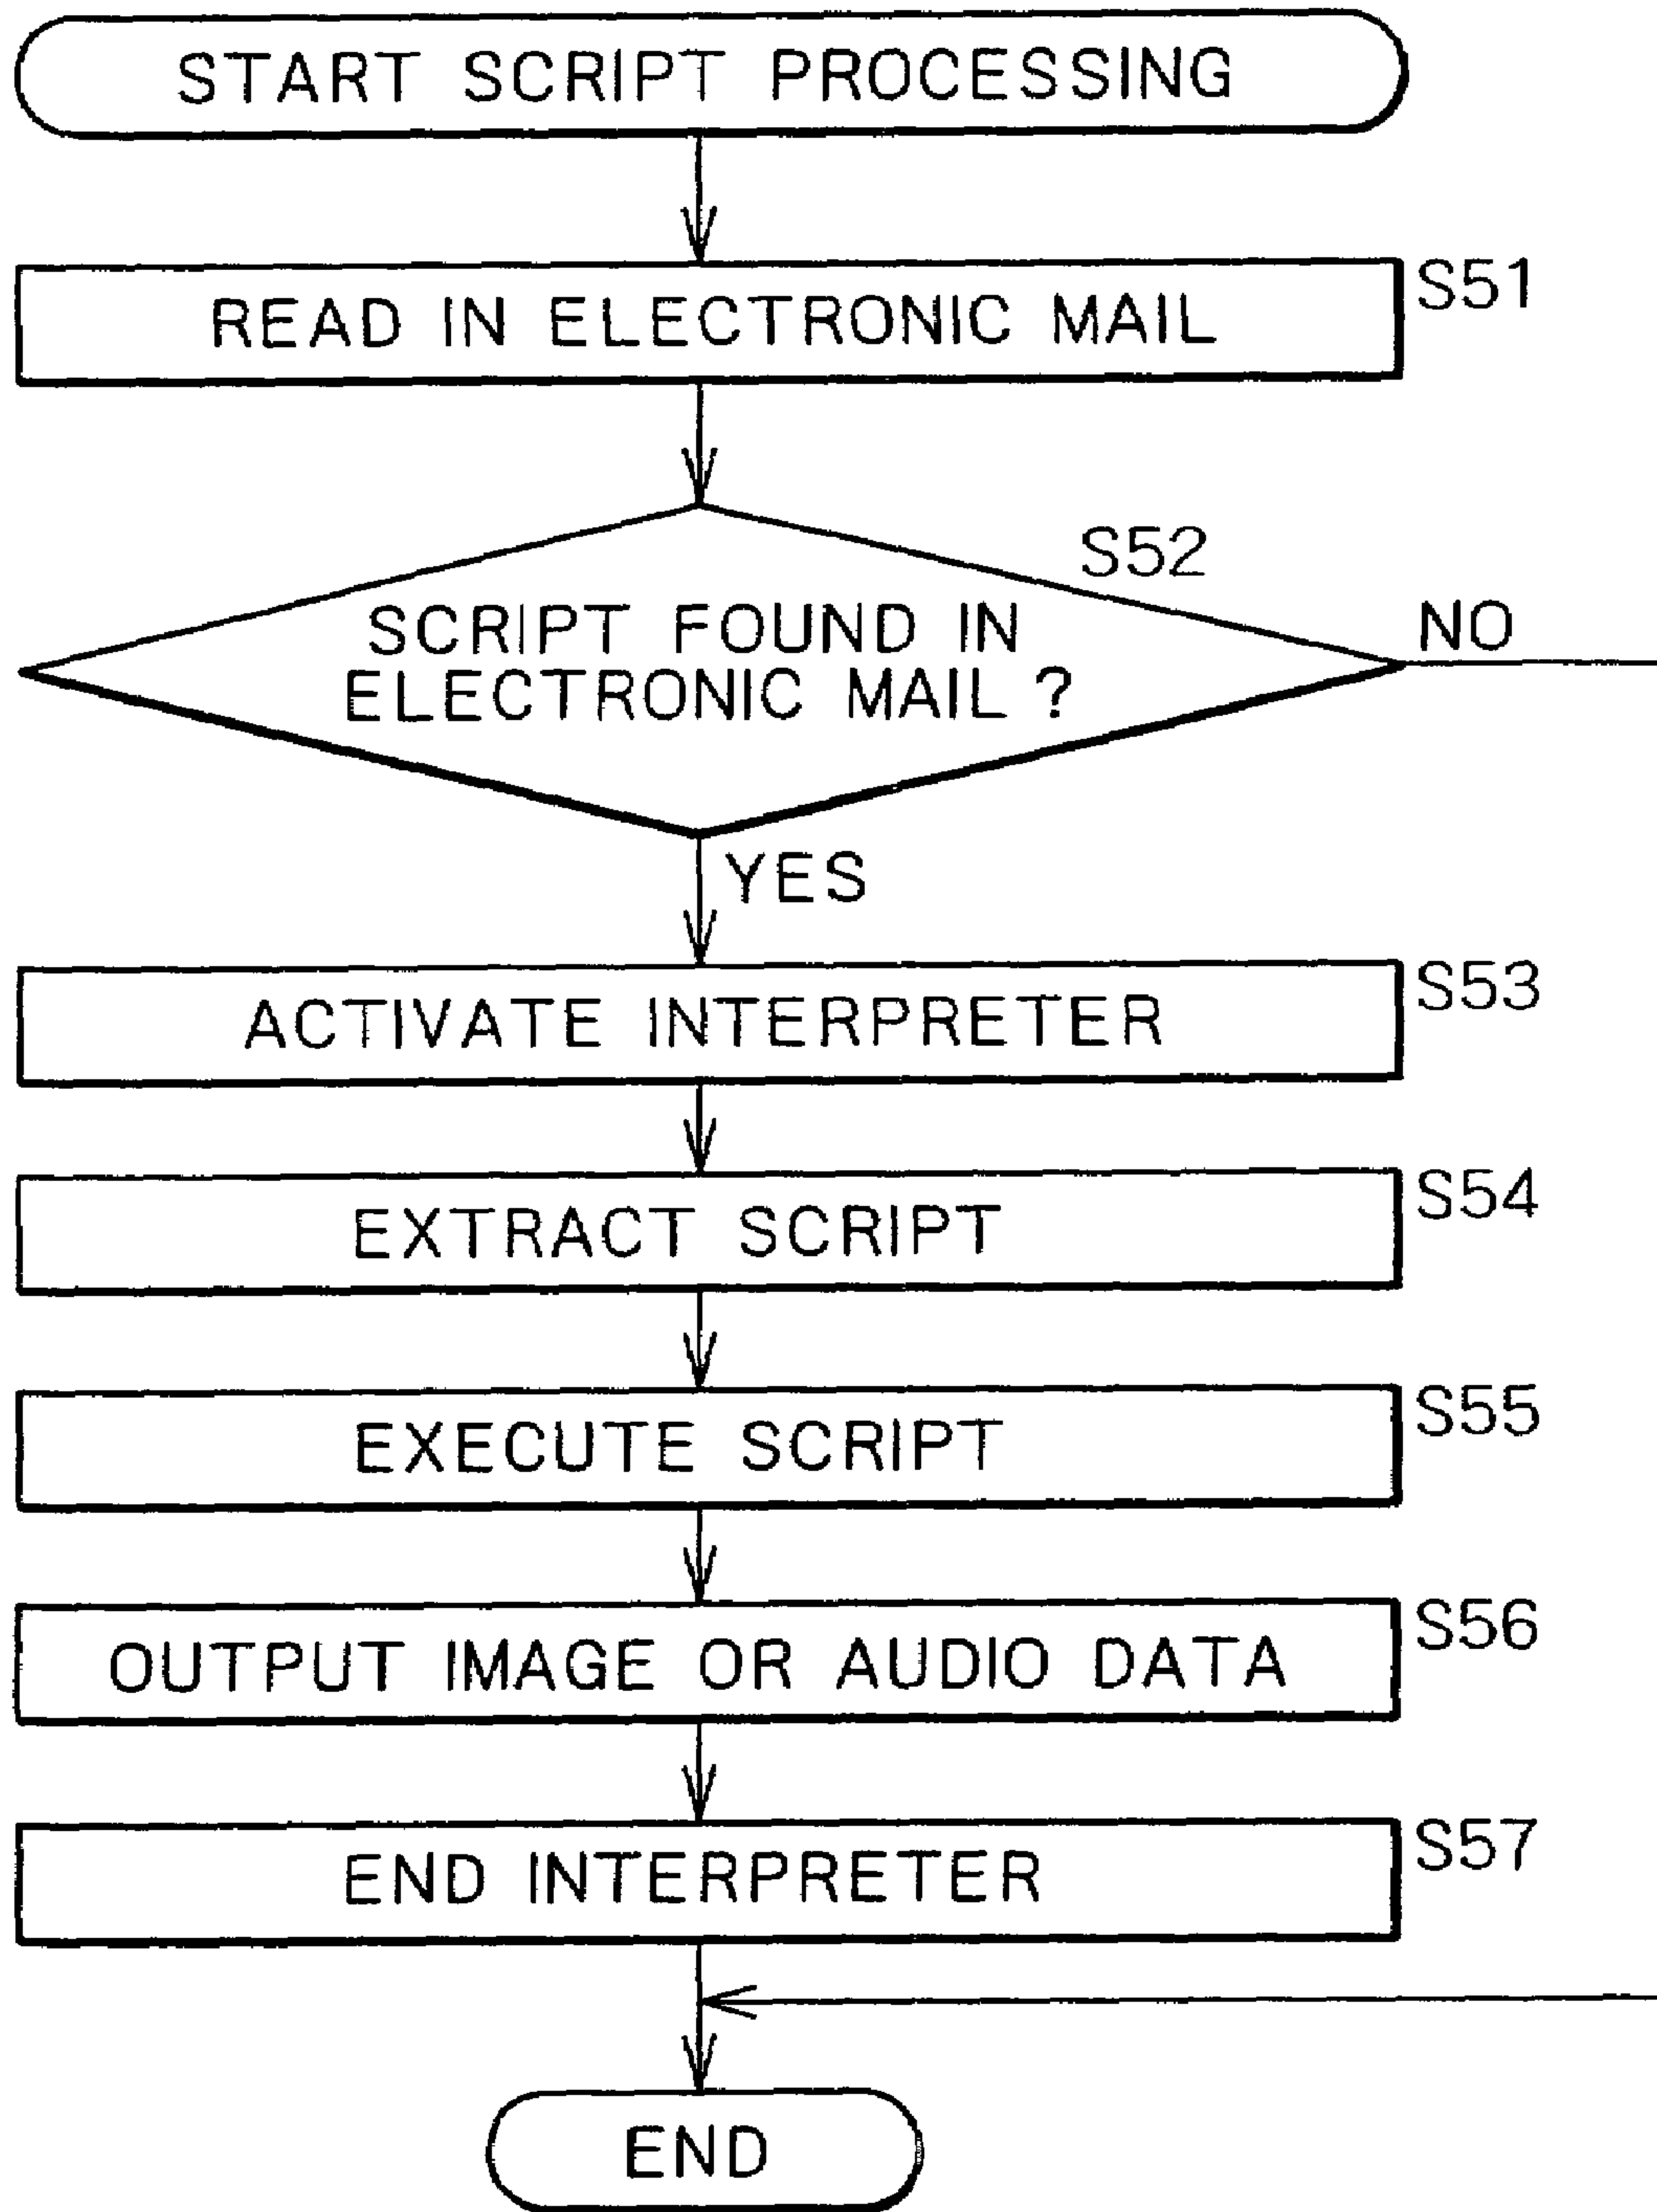 START SCRIPT PROCESSING
S51
READ IN ELECTRONIC MAIL
S52
SCRIPT FOUND IN
ELECTRONIC MAIL ?
NO
YES
S53
ACTIVATE INTERPRETER
S54
EXTRACT SCRIPT
S55
EXECUTE SCRIPT
S56
OUTPUT IMAGE OR AUDIO DATA
S57
END INTERPRETER
END